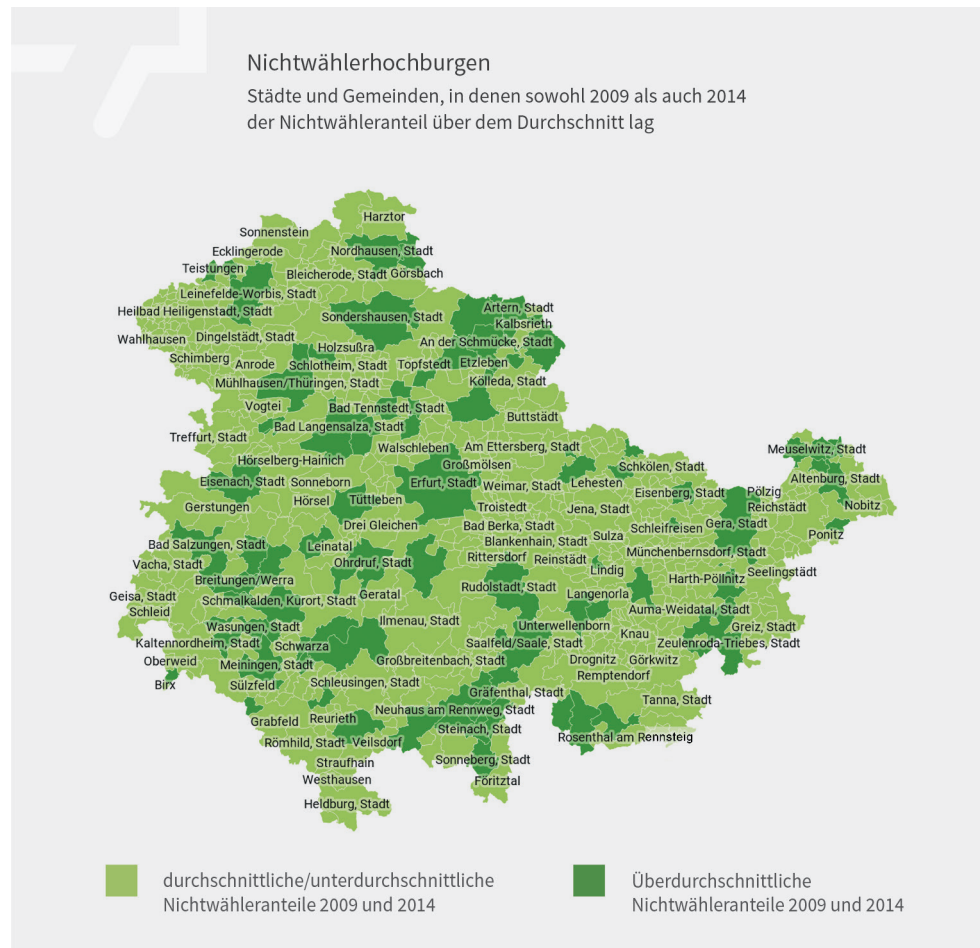 Nichtwählerhochburgen
Städte und Gemeinden, in denen sowohl 2009 als auch 2014
der Nichtwähleranteil über dem Durchschnitt lag
Harztor
Sonnenstein
Ecklingerode
Nordhausen, Stadt
Teistungen
Bleicherode, Stadt
Görsbach
Leinefelde-Worbis, Stadt
Artern, Stadt
Heilbad Heiligenstadt, Stadt
Sondershausen, Stadt
Kalbsrieth
Wahlhausen
Dingelstädt, Stadt
Holzsußra
An der Schmücke, Stadt
Schimberg
Anrode
Schlotheim, Stadt
Topfstedt
Etzleben
Mühlhausen/Thüringen, Stadt
Kölleda, Stadt
Vogtei
Bad Tennstedt, Stadt
Buttstädt
Bad Langensalza, Stadt
Treffurt, Stadt
Walschleben
Am Ettersberg, Stadt
Meuselwitz, Stadt
Hörselberg-Hainich
Großmölsen
Schkölen, Stadt
Eisenach, Stadt
Sonneborn
Erfurt, Stadt
Weimar, Stadt
Lehesten
Altenburg, Stadt
Eisenberg, Stadt
Pölzig
Gerstungen
Hörsel
Tüttleben
Troistedt
Jena, Stadt
Reichstädt
Nobitz
Drei Gleichen
Bad Berka, Stadt
Schleifreisen
Gera, Stadt
Sulza
Ponitz
Bad Salzungen, Stadt
Leinatal
Blankenhain, Stadt
Münchenbernsdorf, Stadt
Vacha, Stadt
Ohrdruf, Stadt
Rittersdorf
Reinstädt
Lindig
Seelingstädt
Breitungen/Werra
Harth-Pöllnitz
Rudolstadt, Stadt
Geisa, Stadt
Schmalkalden, Kurort, Stadt
Geratal
Langenorla
Schleid
Auma-Weidatal, Stadt
Ilmenau, Stadt
Wasungen, Stadt
Unterwellenborn
Greiz, Stadt
Knau
Kaltennordheim, Stadt
Schwarza
Saalfeld/Saale, Stadt
Zeulenroda-Triebes, Stadt
Oberweid
Meiningen, Stadt
Großbreitenbach, Stadt
Drognitz
Görkwitz
Remptendorf
Birx
Sülzfeld
Schleusingen, Stadt
Gräfenthal, Stadt
Tanna, Stadt
Neuhaus am Rennweg, Stadt
Grabfeld
Reurieth
Steinach, Stadt
Rosenthal am Rennsteig
Römhild, Stadt
Veilsdorf
Straufhain
Sonneberg, Stadt
Westhausen
Föritztal
Heldburg, Stadt
durchschnittliche/unterdurchschnittliche
Nichtwähleranteile 2009 und 2014
Überdurchschnittliche
Nichtwähleranteile 2009 und 2014